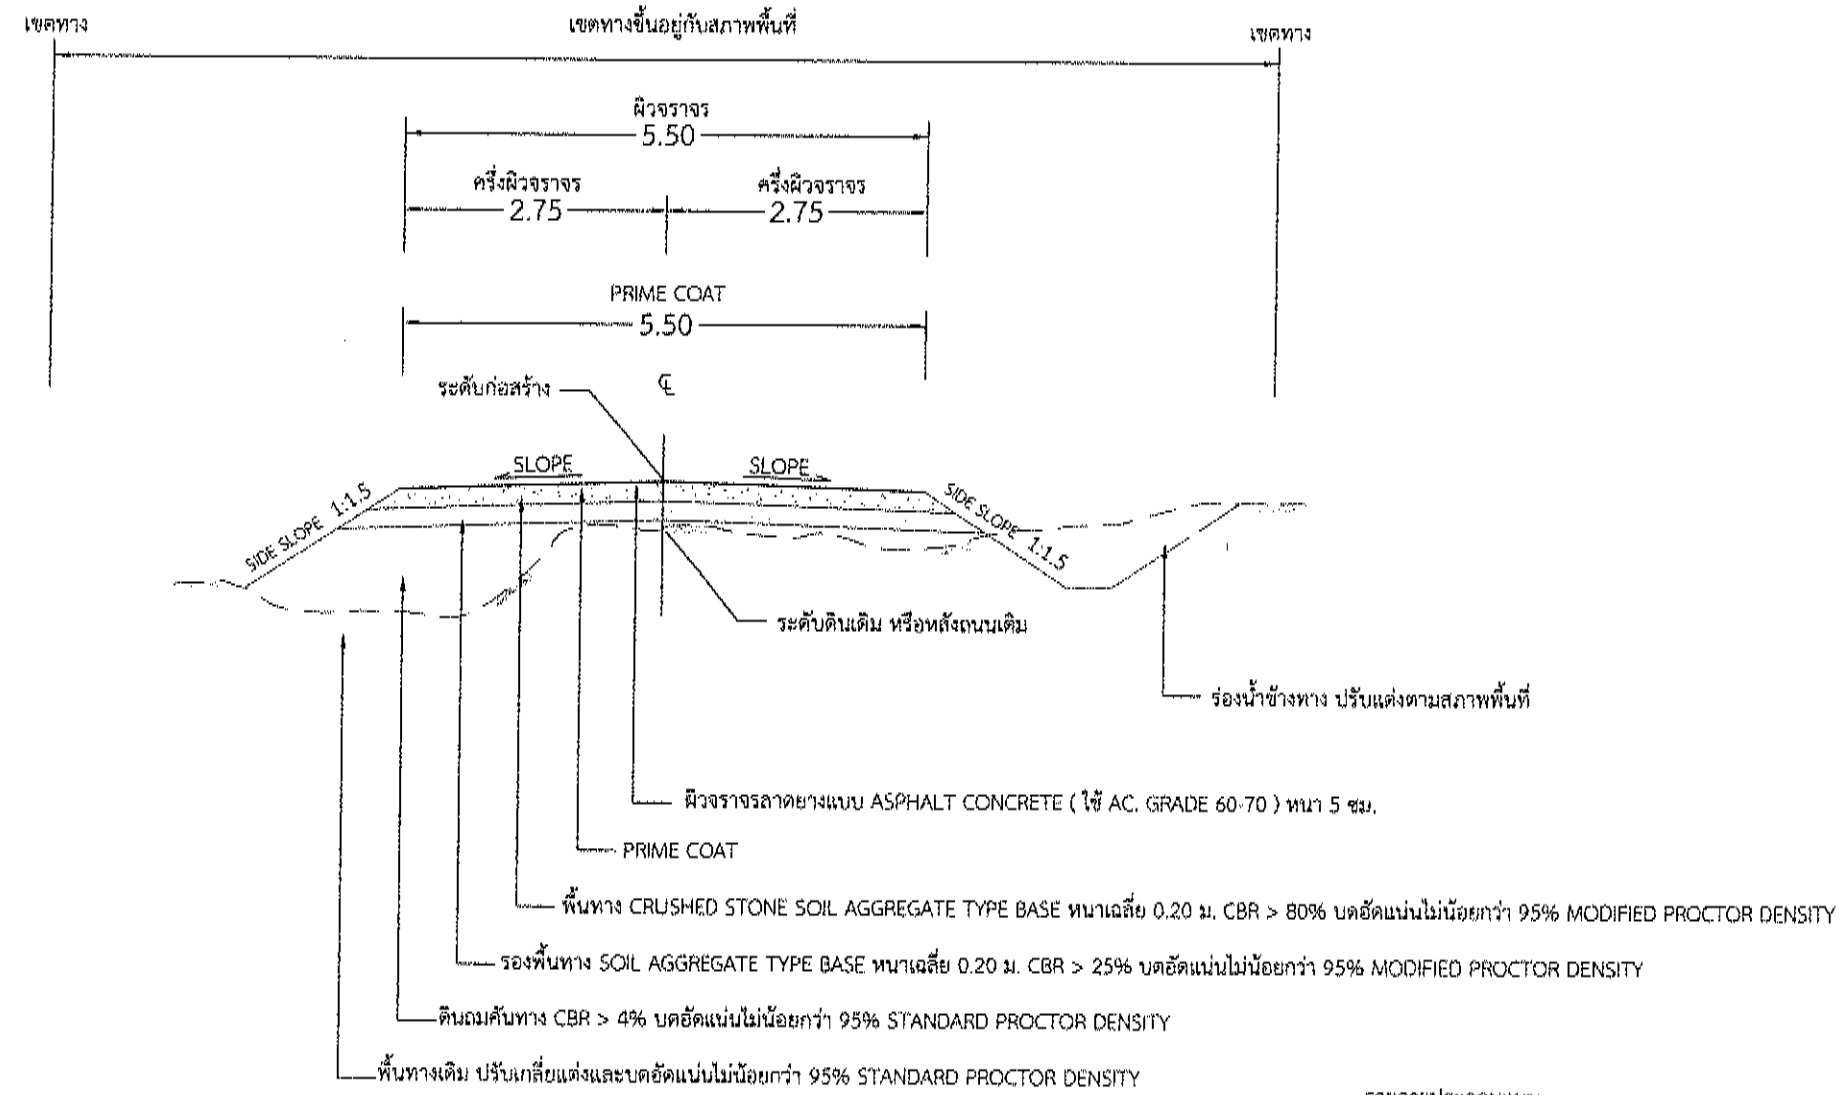 เขตทาง
เขตทางขึ้นอยู่กับสภาพพื้นที่
เขตทาง
ผิวจราจร
5.50
ครึ่งผิวจราจร
ครึ่งผิวจราจร
2.75
2.75
PRIME COAT
5.50
ระดับก่อสร้าง
℄
SLOPE
SLOPE
SIDE SLOPE 1:1.5
SIDE SLOPE 1:1.5
ระดับดินเดิม หรือหลังถนนเดิม
ร่องน้ำข้างทาง ปรับแต่งตามสภาพพื้นที่
ผิวจราจรลาดยางแบบ ASPHALT CONCRETE ( ใช้ AC. GRADE 60-70 ) หนา 5 ซม.
PRIME COAT
พื้นทาง CRUSHED STONE SOIL AGGREGATE TYPE BASE หนาเฉลี่ย 0.20 ม. CBR > 80% บดอัดแน่นไม่น้อยกว่า 95% MODIFIED PROCTOR DENSITY
รองพื้นทาง SOIL AGGREGATE TYPE BASE หนาเฉลี่ย 0.20 ม. CBR > 25% บดอัดแน่นไม่น้อยกว่า 95% MODIFIED PROCTOR DENSITY
ดินถมคันทาง CBR > 4% บดอัดแน่นไม่น้อยกว่า 95% STANDARD PROCTOR DENSITY
พื้นทางเดิม ปรับเกลี่ยแต่งและบดอัดแน่นไม่น้อยกว่า 95% STANDARD PROCTOR DENSITY